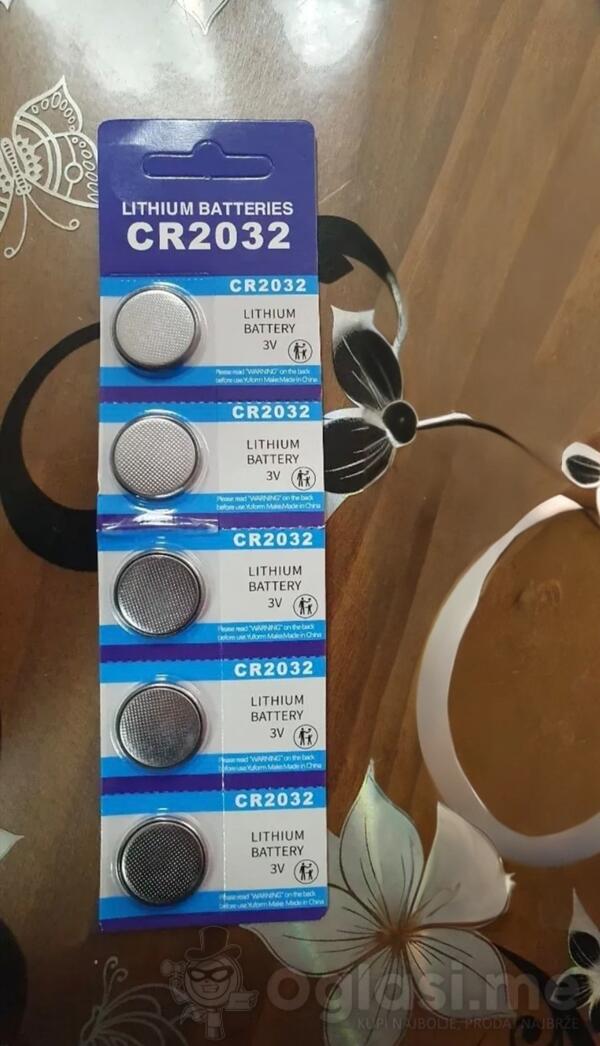 LITHIUM BATTERIES
CR2032
CR2032
LITHIUM
BATTERY
3V
Please read "WARNING" on the back
before use.Yuform Make.Made in China
CR2032
LITHIUM
BATTERY
3V
Please read "WARNING" on the back
before use.Yuform Make.Made in China
CR2032
LITHIUM
BATTERY
3V
Please read "WARNING" on the back
before use.Yuform Make.Made in China
CR2032
LITHIUM
BATTERY
3V
Please read "WARNING" on the back
before use.Yuform Make.Made in China
CR2032
LITHIUM
BATTERY
3V
Please read "WARNING" on the back
before use.Yuform Make.Made in China
oglasi.me
KUPI NAJBOLJE, PRODAJ NAJBRŽE